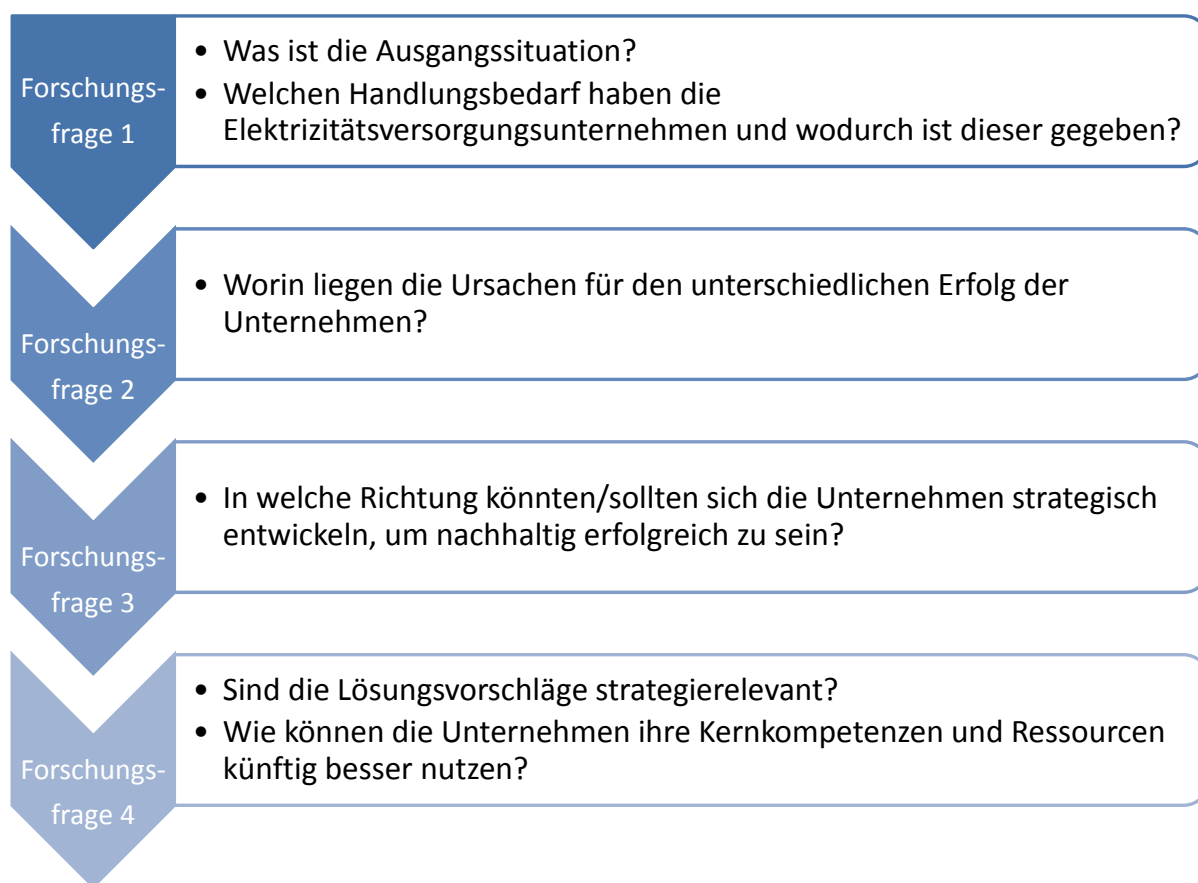 Forschungs-
frage 1
• Was ist die Ausgangssituation?
• Welchen Handlungsbedarf haben die
Elektrizitätsversorgungsunternehmen und wodurch ist dieser gegeben?
Forschungs-
frage 2
• Worin liegen die Ursachen für den unterschiedlichen Erfolg der
Unternehmen?
Forschungs-
frage 3
• In welche Richtung könnten/sollten sich die Unternehmen strategisch
entwickeln, um nachhaltig erfolgreich zu sein?
Forschungs-
frage 4
• Sind die Lösungsvorschläge strategierelevant?
• Wie können die Unternehmen ihre Kernkompetenzen und Ressourcen
künftig besser nutzen?